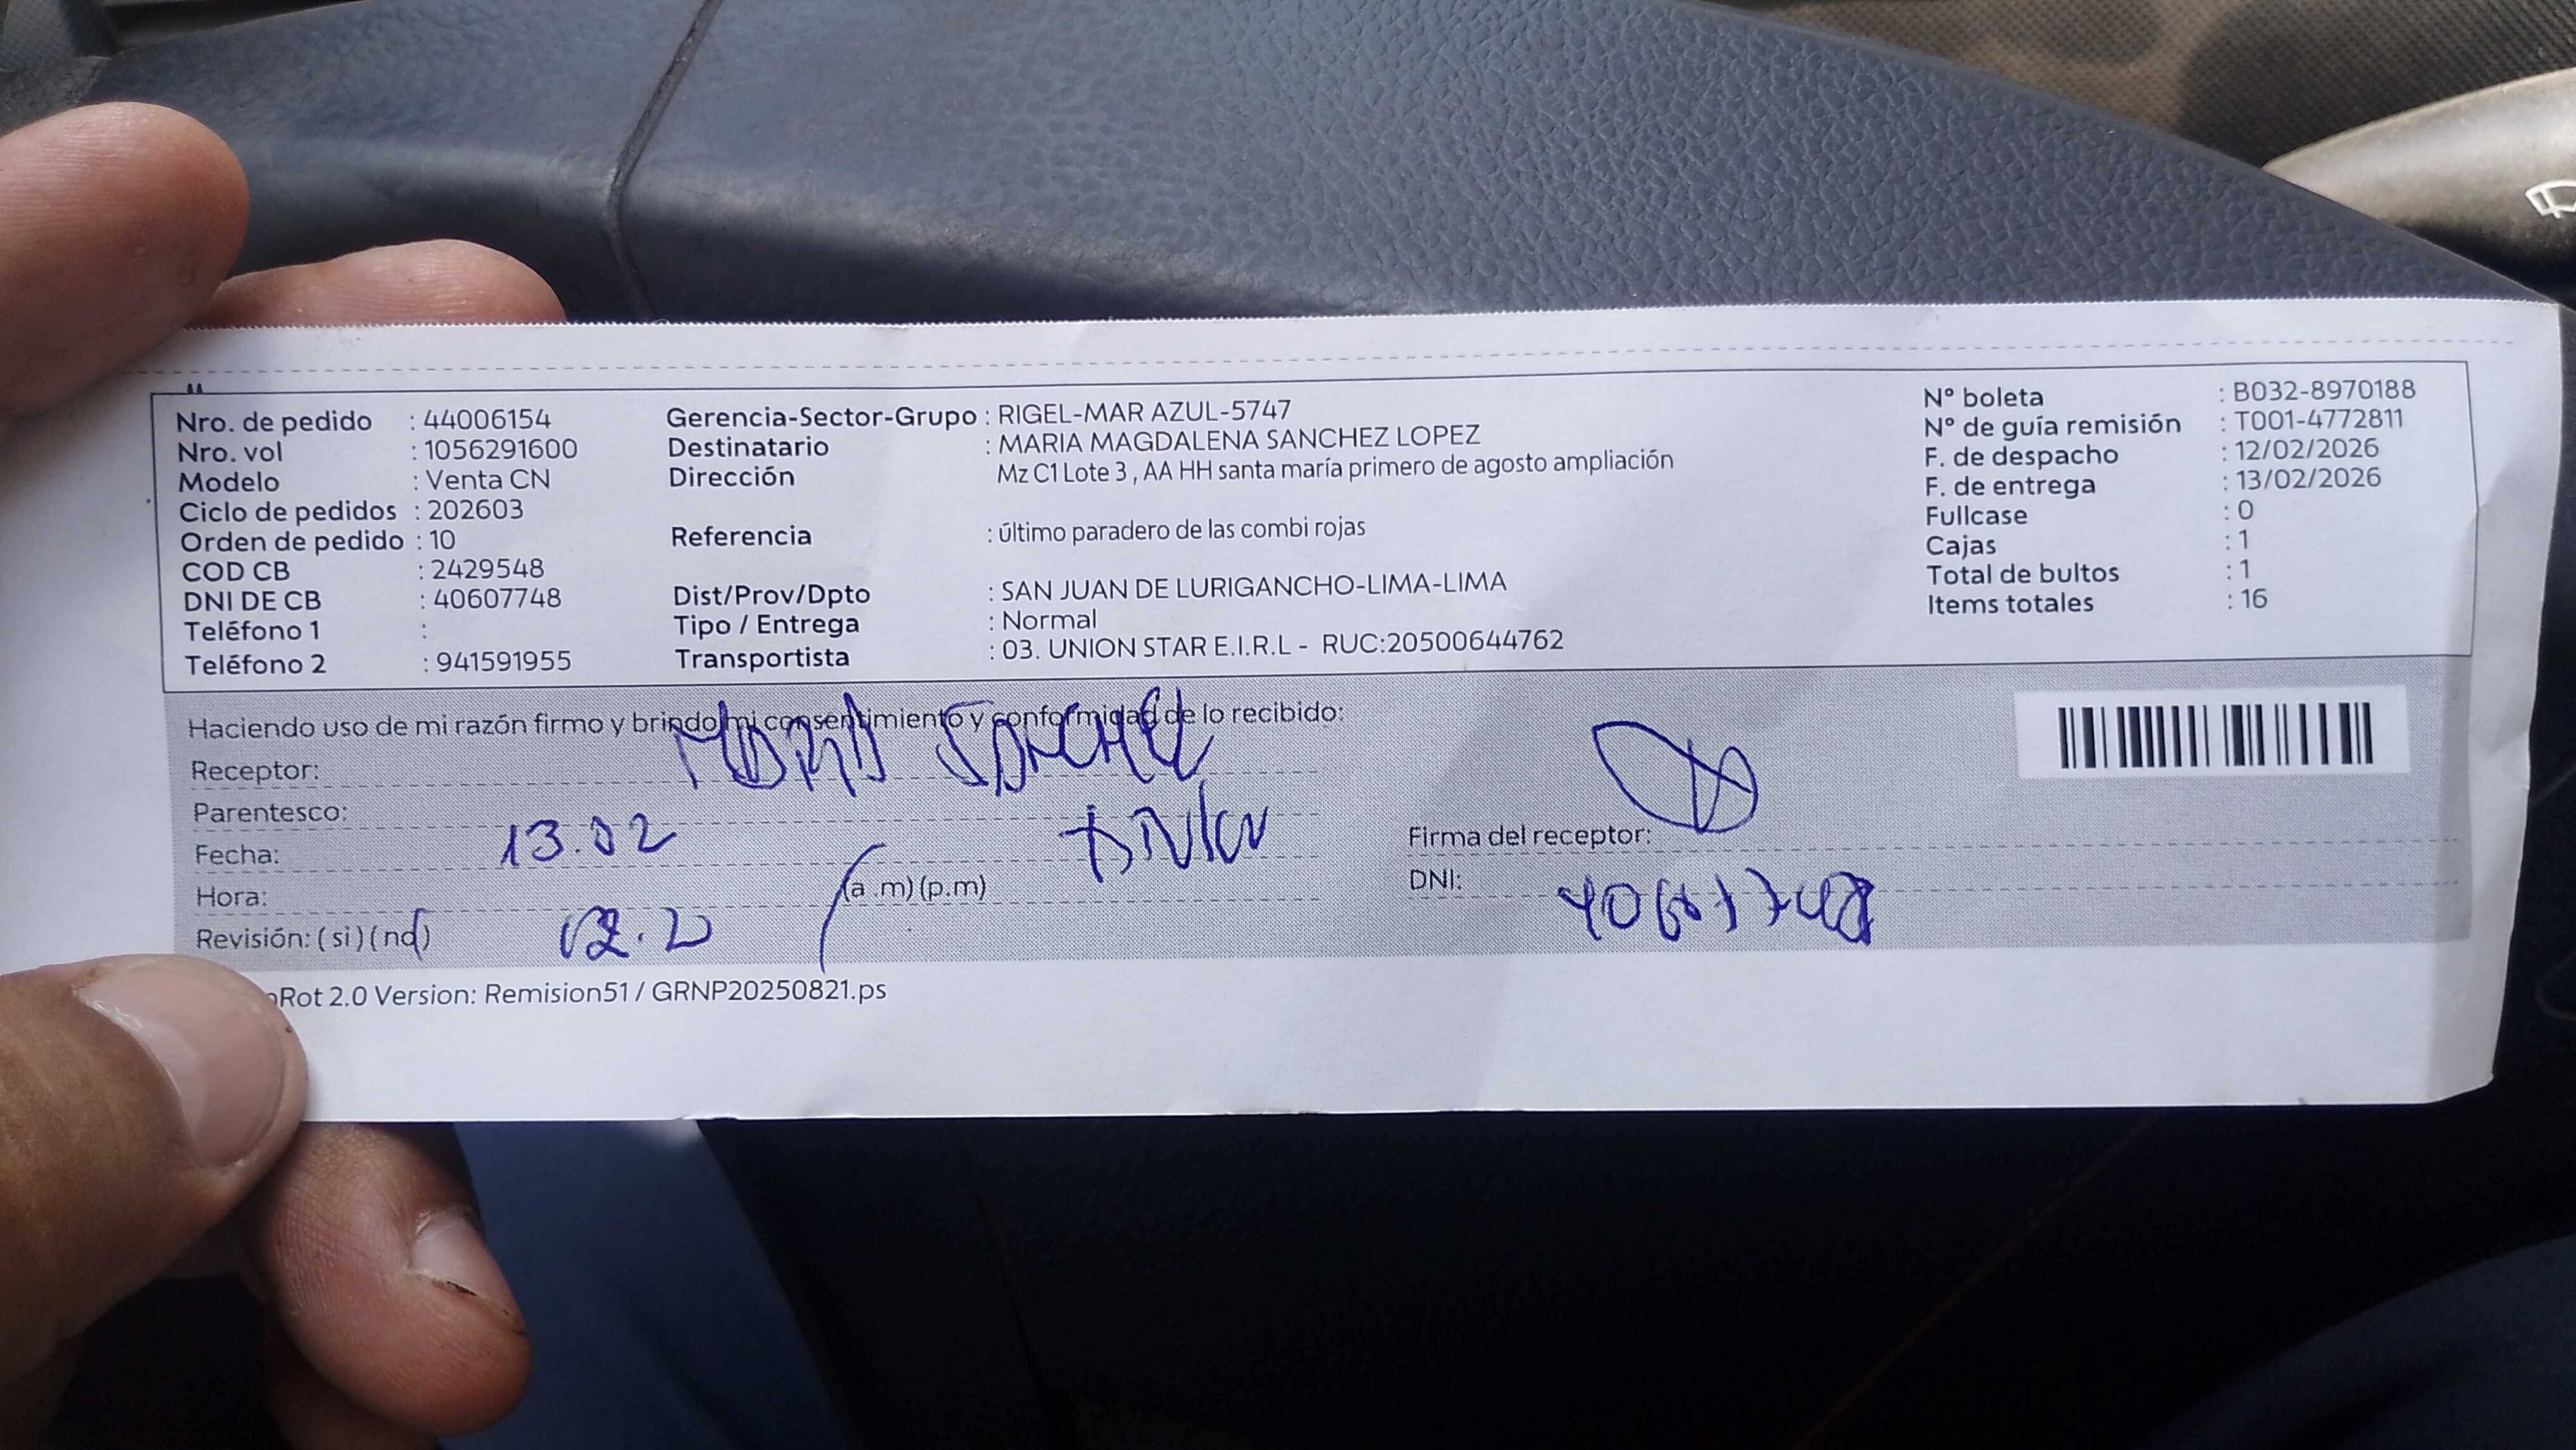 Nro. de pedido : 44006154
Nro. vol : 1056291600
Modelo : Venta CN
Ciclo de pedidos : 202603
Orden de pedido : 10
COD CB : 2429548
DNI DE CB : 40607748
Teléfono 1 :
Teléfono 2 : 941591955
Gerencia-Sector-Grupo : RIGEL-MAR AZUL-5747
Destinatario : MARIA MAGDALENA SANCHEZ LOPEZ
Dirección Mz C1 Lote 3 , AA HH santa maría primero de agosto ampliación
Referencia : último paradero de las combi rojas
Dist/Prov/Dpto : SAN JUAN DE LURIGANCHO-LIMA-LIMA
Tipo / Entrega : Normal
Transportista : 03. UNION STAR E.I.R.L - RUC:20500644762
Nº boleta : B032-8970188
Nº de guía remisión : T001-4772811
F. de despacho : 12/02/2026
F. de entrega : 13/02/2026
Fullcase : 0
Cajas : 1
Total de bultos : 1
Items totales : 16
Haciendo uso de mi razón firmo y brindo mi consentimiento y conformidad de lo recibido:
Receptor: MARIA SANCHEZ
Parentesco:
Fecha: 13.02
Hora: (a .m) (p.m)
Revisión: ( si ) ( no )
Firma del receptor:
DNI:
Rot 2.0 Version: Remision51 / GRNP20250821.ps